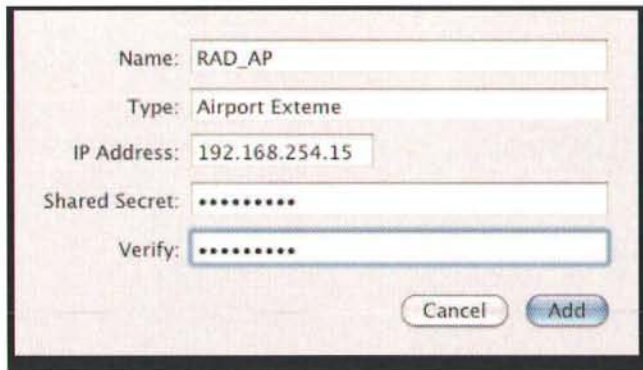 Name: RAD_AP
Type: Airport Exteme
IP Address: 192.168.254.15
Shared Secret: •••••••••
Verify: •••••••••
Cancel Add